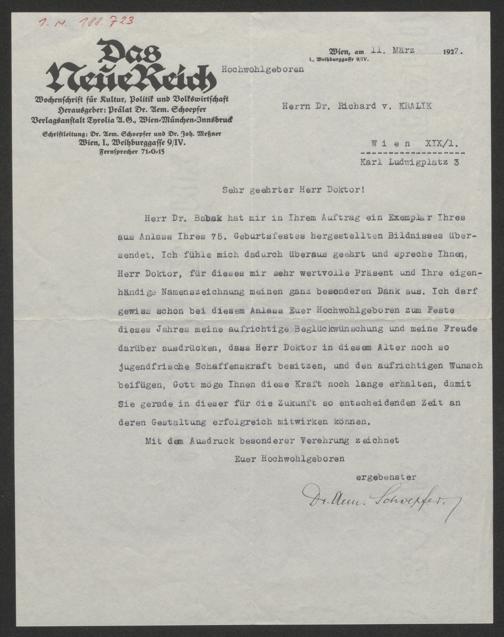 I. N. 188.723
Das
Neue Reich
Wochenschrift für Kultur, Politik und Volkswirtschaft
Herausgeber: Prälat Dr. Aem. Schoepfer
Verlagsanstalt Tyrolia A.G., Wien-München-Innsbruck
Schriftleitung: Dr. Aem. Schoepfer und Dr. Joh. Meßner
Wien, I., Weihburggasse 9/IV.
Fernsprecher 71-0-15
Wien, am 11. März 1927.
I., Weihburggasse 9/IV.
Hochwohlgeboren
Herrn Dr. Richard v. KRALIK
Wien XIX/1.
Karl Ludwigplatz 3
Sehr geehrter Herr Doktor!
Herr Dr. Babak hat mir in Ihrem Auftrag ein Exemplar Ihres
aus Anlass Ihres 75. Geburtsfestes hergestellten Bildnisses über-
sendet. Ich fühle mich dadurch überaus geehrt und spreche Ihnen,
Herr Doktor, für dieses mir sehr wertvolle Präsent und Ihre eigen-
händige Namenszeichnung meinen ganz besonderen Dank aus. Ich darf
gewiss schon bei diesem Anlass Euer Hochwohlgeboren zum Feste
dieses Jahres meine aufrichtige Beglückwünschung und meine Freude
darüber ausdrücken, dass Herr Doktor in diesem Alter noch so
jugendfrische Schaffenskraft besitzen, und den aufrichtigen Wunsch
beifügen, Gott möge Ihnen diese Kraft noch lange erhalten, damit
Sie gerade in dieser für die Zukunft so entscheidenden Zeit an
deren Gestaltung erfolgreich mitwirken können.
Mit dem Ausdruck besonderer Verehrung zeichnet
Euer Hochwohlgeboren
ergebenster
Dr. Aem. Schoepfer.